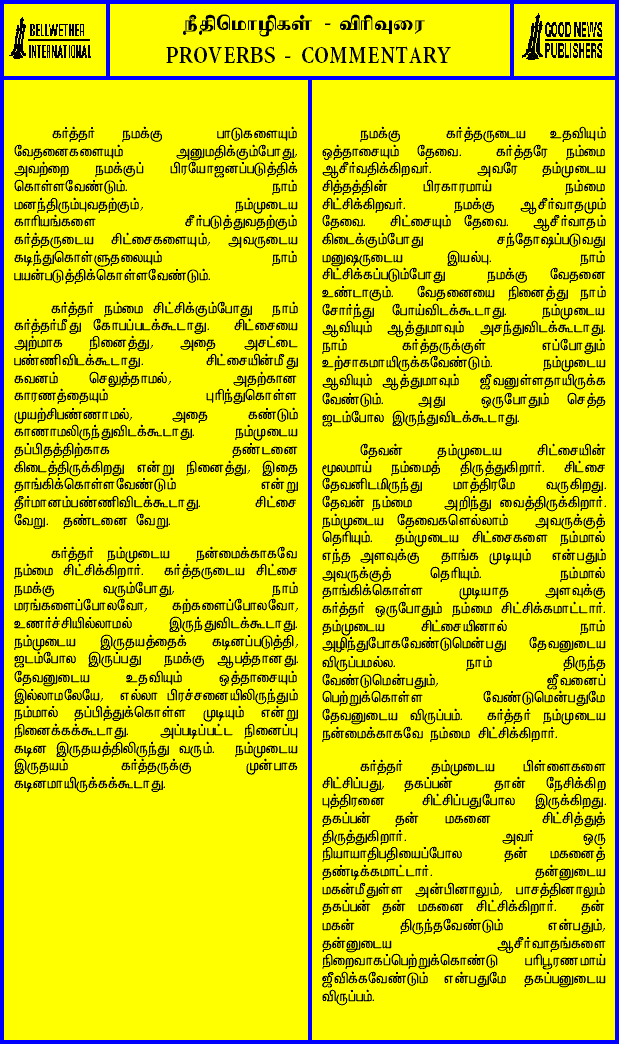 BELLWETHER
INTERNATIONAL
நீதிமொழிகள் - விரிவுரை
PROVERBS - COMMENTARY
GOOD NEWS
PUBLISHERS
கர்த்தர் நமக்கு பாடுகளையும்
வேதனைகளையும் அனுமதிக்கும்போது,
அவற்றை நமக்குப் பிரயோஜனப்படுத்திக்
கொள்ளவேண்டும். நாம்
மனந்திரும்புவதற்கும், நம்முடைய
காரியங்களை சீர்படுத்துவதற்கும்
கர்த்தருடைய சிட்சைகளையும், அவருடைய
கடிந்துகொள்ளுதலையும் நாம்
பயன்படுத்திக்கொள்ளவேண்டும்.
கர்த்தர் நம்மை சிட்சிக்கும்போது நாம்
கர்த்தர்மீது கோபப்படக்கூடாது. சிட்சையை
அற்மாக நினைத்து, அதை அசட்டை
பண்ணிவிடக்கூடாது. சிட்சையின்மீது
கவனம் செலுத்தாமல், அதற்கான
காரணத்தையும் புரிந்துகொள்ள
முயற்சிபண்ணாமல், அதை கண்டும்
காணாமலிருந்துவிடக்கூடாது. நம்முடைய
தப்பிதத்திற்காக தண்டனை
கிடைத்திருக்கிறது என்று நினைத்து, இதை
தாங்கிக்கொள்ளவேண்டும் என்று
தீர்மானம்பண்ணிவிடக்கூடாது. சிட்சை
வேறு. தண்டனை வேறு.
கர்த்தர் நம்முடைய நன்மைக்காகவே
நம்மை சிட்சிக்கிறார். கர்த்தருடைய சிட்சை
நமக்கு வரும்போது, நாம்
மரங்களைப்போலவோ, கற்களைப்போலவோ,
உணர்ச்சியில்லாமல் இருந்துவிடக்கூடாது.
நம்முடைய இருதயத்தைக் கடினப்படுத்தி,
ஜடம்போல இருப்பது நமக்கு ஆபத்தானது.
தேவனுடைய உதவியும் ஒத்தாசையும்
இல்லாமலேயே, எல்லா பிரச்சனையிலிருந்தும்
நம்மால் தப்பித்துக்கொள்ள முடியும் என்று
நினைக்கக்கூடாது. அப்படிப்பட்ட நினைப்பு
கடின இருதயத்திலிருந்து வரும். நம்முடைய
இருதயம் கர்த்தருக்கு முன்பாக
கடினமாயிருக்கக்கூடாது.
நமக்கு கர்த்தருடைய உதவியும்
ஒத்தாசையும் தேவை. கர்த்தரே நம்மை
ஆசீர்வதிக்கிறவர். அவரே தம்முடைய
சித்தத்தின் பிரகாரமாய் நம்மை
சிட்சிக்கிறவர். நமக்கு ஆசீர்வாதமும்
தேவை. சிட்சையும் தேவை. ஆசீர்வாதம்
கிடைக்கும்போது சந்தோஷப்படுவது
மனுஷருடைய இயல்பு. நாம்
சிட்சிக்கப்படும்போது நமக்கு வேதனை
உண்டாகும். வேதனையை நினைத்து நாம்
சோர்ந்து போய்விடக்கூடாது. நம்முடைய
ஆவியும் ஆத்துமாவும் அசந்துவிடக்கூடாது.
நாம் கர்த்தருக்குள் எப்போதும்
உற்சாகமாயிருக்கவேண்டும். நம்முடைய
ஆவியும் ஆத்துமாவும் ஜீவனுள்ளதாயிருக்க
வேண்டும். அது ஒருபோதும் செத்த
ஜடம்போல இருந்துவிடக்கூடாது.
தேவன் தம்முடைய சிட்சையின்
மூலமாய் நம்மைத் திருத்துகிறார். சிட்சை
தேவனிடமிருந்து மாத்திரமே வருகிறது.
தேவன் நம்மை அறிந்து வைத்திருக்கிறார்.
நம்முடைய தேவைகளெல்லாம் அவருக்குத்
தெரியும். தம்முடைய சிட்சைகளை நம்மால்
எந்த அளவுக்கு தாங்க முடியும் என்பதும்
அவருக்குத் தெரியும். நம்மால்
தாங்கிக்கொள்ள முடியாத அளவுக்கு
கர்த்தர் ஒருபோதும் நம்மை சிட்சிக்கமாட்டார்.
தம்முடைய சிட்சையினால் நாம்
அழிந்துபோகவேண்டுமென்பது தேவனுடைய
விருப்பமல்ல. நாம் திருந்த
வேண்டுமென்பதும், ஜீவனைப்
பெற்றுக்கொள்ள வேண்டுமென்பதுமே
தேவனுடைய விருப்பம். கர்த்தர் நம்முடைய
நன்மைக்காகவே நம்மை சிட்சிக்கிறார்.
கர்த்தர் தம்முடைய பிள்ளைகளை
சிட்சிப்பது, தகப்பன் தான் நேசிக்கிற
புத்திரனை சிட்சிப்பதுபோல இருக்கிறது.
தகப்பன் தன் மகனை சிட்சித்துத்
திருத்துகிறார். அவர் ஒரு
நியாயாதிபதியைப்போல தன் மகனைத்
தண்டிக்கமாட்டார். தன்னுடைய
மகன்மீதுள்ள அன்பினாலும், பாசத்தினாலும்
தகப்பன் தன் மகனை சிட்சிக்கிறார். தன்
மகன் திருந்தவேண்டும் என்பதும்,
தன்னுடைய ஆசீர்வாதங்களை
நிறைவாகப்பெற்றுக்கொண்டு பரிபூரணமாய்
ஜீவிக்கவேண்டும் என்பதுமே தகப்பனுடைய
விருப்பம்.